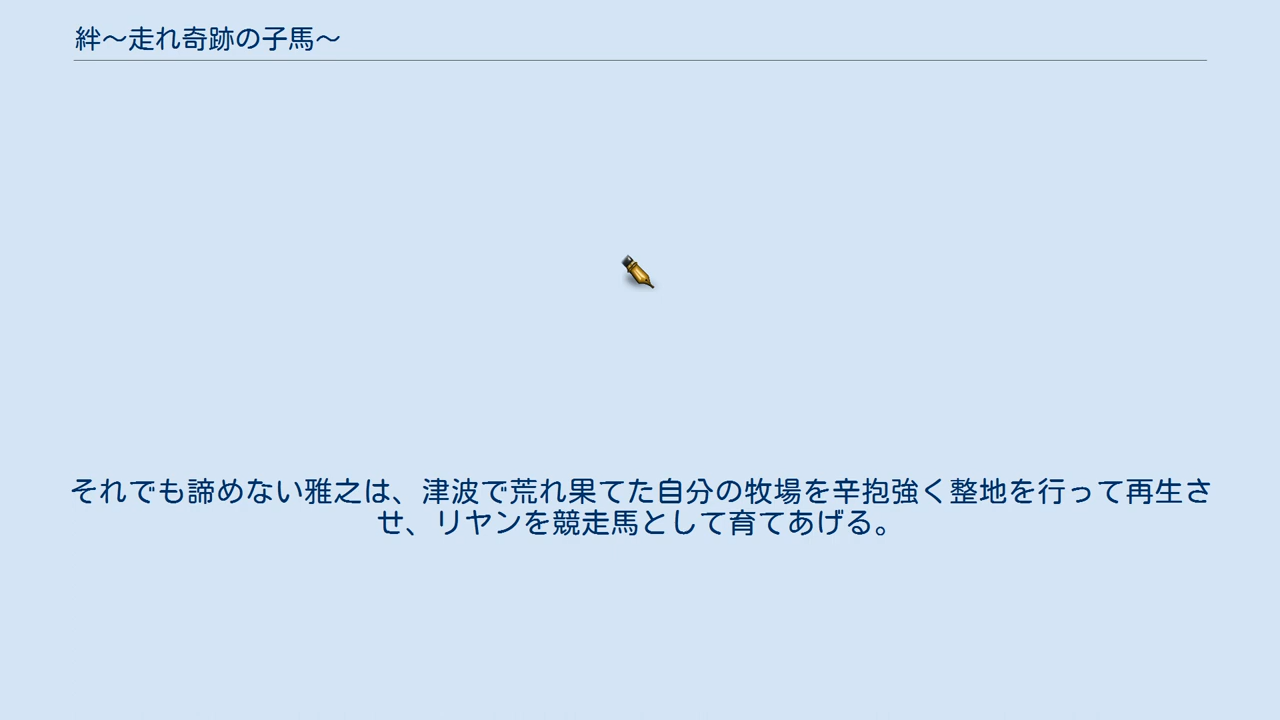 絆〜走れ奇跡の子馬〜
それでも諦めない雅之は、津波で荒れ果てた自分の牧場を辛抱強く整地を行って再生さ
せ、リヤンを競走馬として育てあげる。